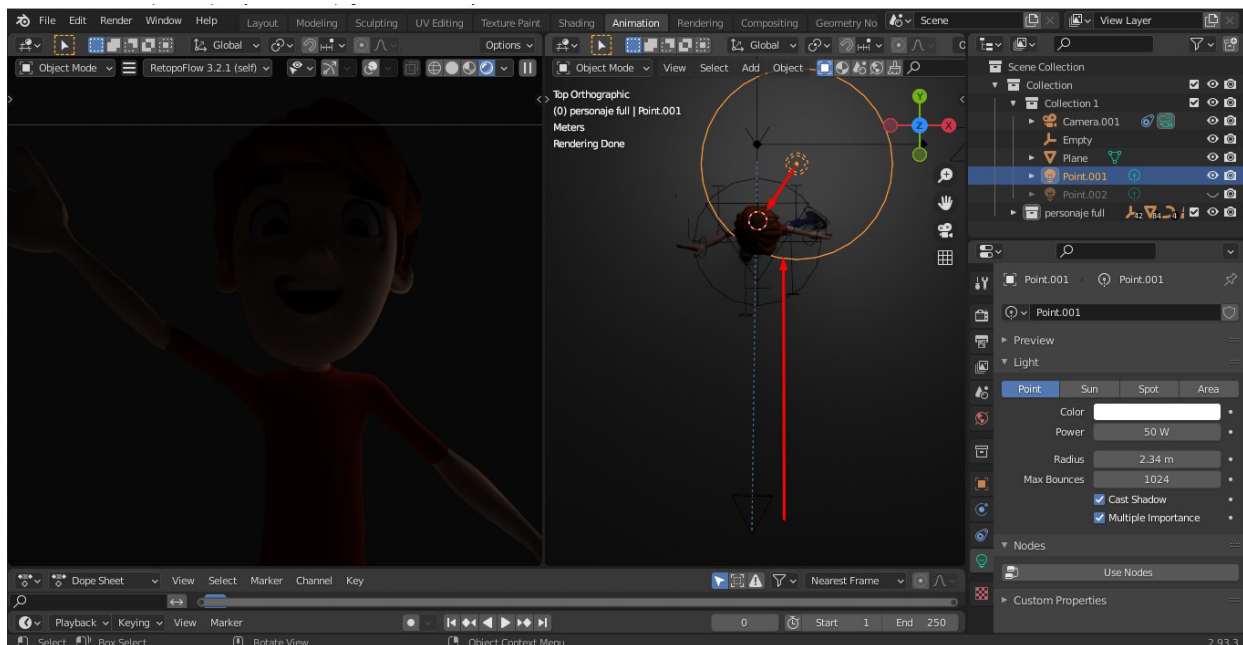 File Edit Render Window Help Layout Modeling Sculpting UV Editing Texture Paint Shading Animation Rendering Compositing Geometry No Scene View Layer
Global Options Global
Object Mode RetopoFlow 3.2.1 (self) Object Mode View Select Add Object
Top Orthographic
(0) personaje full | Point.001
Meters
Rendering Done
Y
Z
X
Scene Collection
Collection
Collection 1
Camera.001
Empty
Plane
Point.001
Point.002
personaje full 42 84 4
Point.001 Point.001
Point.001
Preview
Light
Point Sun Spot Area
Color
Power 50 W
Radius 2.34 m
Max Bounces 1024
Cast Shadow
Multiple Importance
Nodes
Use Nodes
Custom Properties
Dope Sheet View Select Marker Channel Key Nearest Frame
Playback Keying View Marker 0 Start 1 End 250
Select Box Select Rotate View Object Context Menu 2.93.3